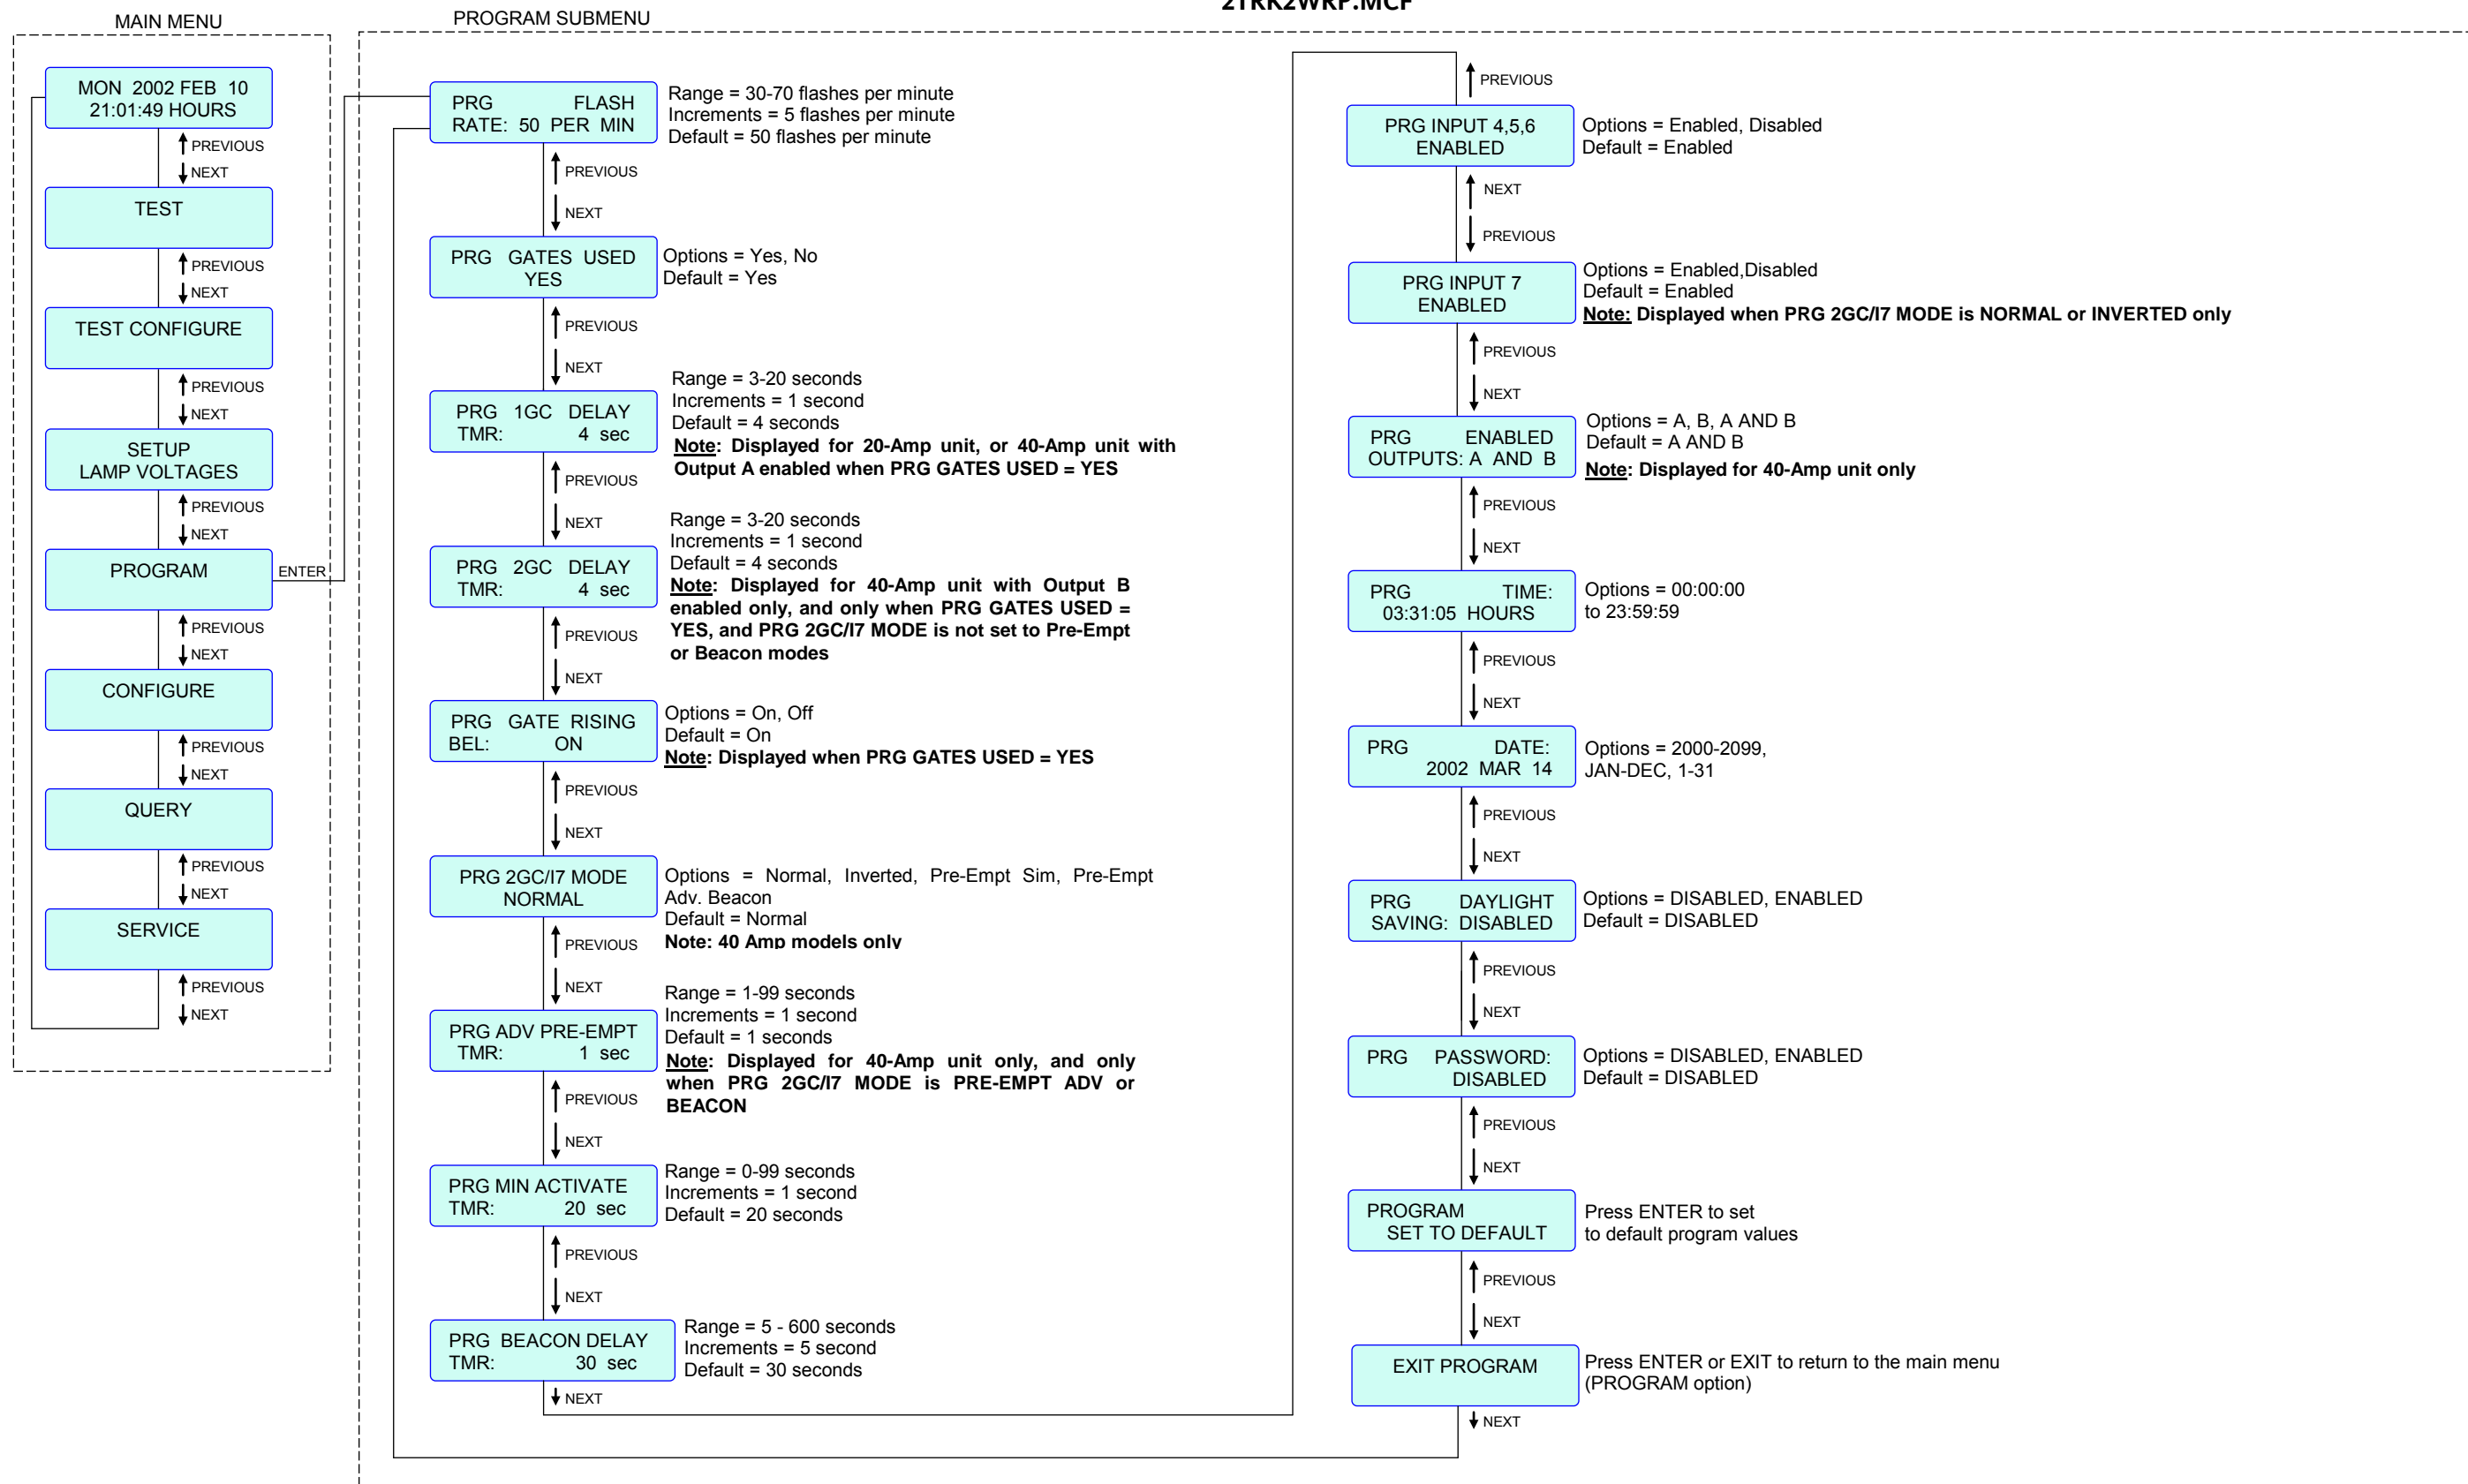 2TRK2WRP.MCF
MAIN MENU
MON 2002 FEB 10
21:01:49 HOURS
PREVIOUS
NEXT
TEST
PREVIOUS
NEXT
TEST CONFIGURE
PREVIOUS
NEXT
SETUP
LAMP VOLTAGES
PREVIOUS
NEXT
PROGRAM
ENTER
PREVIOUS
NEXT
CONFIGURE
PREVIOUS
NEXT
QUERY
PREVIOUS
NEXT
SERVICE
PREVIOUS
NEXT
PROGRAM SUBMENU
PRG FLASH
RATE: 50 PER MIN
Range = 30-70 flashes per minute
Increments = 5 flashes per minute
Default = 50 flashes per minute
PREVIOUS
NEXT
PRG GATES USED
YES
Options = Yes, No
Default = Yes
PREVIOUS
NEXT
PRG 1GC DELAY
TMR: 4 sec
Range = 3-20 seconds
Increments = 1 second
Default = 4 seconds
Note: Displayed for 20-Amp unit, or 40-Amp unit with
Output A enabled when PRG GATES USED = YES
PREVIOUS
NEXT
PRG 2GC DELAY
TMR: 4 sec
Range = 3-20 seconds
Increments = 1 second
Default = 4 seconds
Note: Displayed for 40-Amp unit with Output B
enabled only, and only when PRG GATES USED =
YES, and PRG 2GC/I7 MODE is not set to Pre-Empt
or Beacon modes
PREVIOUS
NEXT
PRG GATE RISING
BEL: ON
Options = On, Off
Default = On
Note: Displayed when PRG GATES USED = YES
PREVIOUS
NEXT
PRG 2GC/I7 MODE
NORMAL
Options = Normal, Inverted, Pre-Empt Sim, Pre-Empt
Adv. Beacon
Default = Normal
Note: 40 Amp models only
PREVIOUS
NEXT
PRG ADV PRE-EMPT
TMR: 1 sec
Range = 1-99 seconds
Increments = 1 second
Default = 1 seconds
Note: Displayed for 40-Amp unit only, and only
when PRG 2GC/I7 MODE is PRE-EMPT ADV or
BEACON
PREVIOUS
NEXT
PRG MIN ACTIVATE
TMR: 20 sec
Range = 0-99 seconds
Increments = 1 second
Default = 20 seconds
PREVIOUS
NEXT
PRG BEACON DELAY
TMR: 30 sec
Range = 5 - 600 seconds
Increments = 5 second
Default = 30 seconds
NEXT
PREVIOUS
PRG INPUT 4,5,6
ENABLED
Options = Enabled, Disabled
Default = Enabled
NEXT
PREVIOUS
PRG INPUT 7
ENABLED
Options = Enabled,Disabled
Default = Enabled
Note: Displayed when PRG 2GC/I7 MODE is NORMAL or INVERTED only
PREVIOUS
NEXT
PRG ENABLED
OUTPUTS: A AND B
Options = A, B, A AND B
Default = A AND B
Note: Displayed for 40-Amp unit only
PREVIOUS
NEXT
PRG TIME:
03:31:05 HOURS
Options = 00:00:00
to 23:59:59
PREVIOUS
NEXT
PRG DATE:
2002 MAR 14
Options = 2000-2099,
JAN-DEC, 1-31
PREVIOUS
NEXT
PRG DAYLIGHT
SAVING: DISABLED
Options = DISABLED, ENABLED
Default = DISABLED
PREVIOUS
NEXT
PRG PASSWORD:
DISABLED
Options = DISABLED, ENABLED
Default = DISABLED
PREVIOUS
NEXT
PROGRAM
SET TO DEFAULT
Press ENTER to set
to default program values
PREVIOUS
NEXT
EXIT PROGRAM
Press ENTER or EXIT to return to the main menu
(PROGRAM option)
NEXT